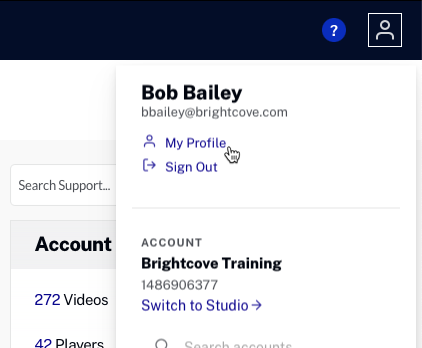 ?
Bob Bailey
bbailey@brightcove.com
My Profile
Sign Out
Search Support...
ACCOUNT
Account
Brightcove Training
1486906377
272 Videos
Switch to Studio→
42 Players
Search accounts